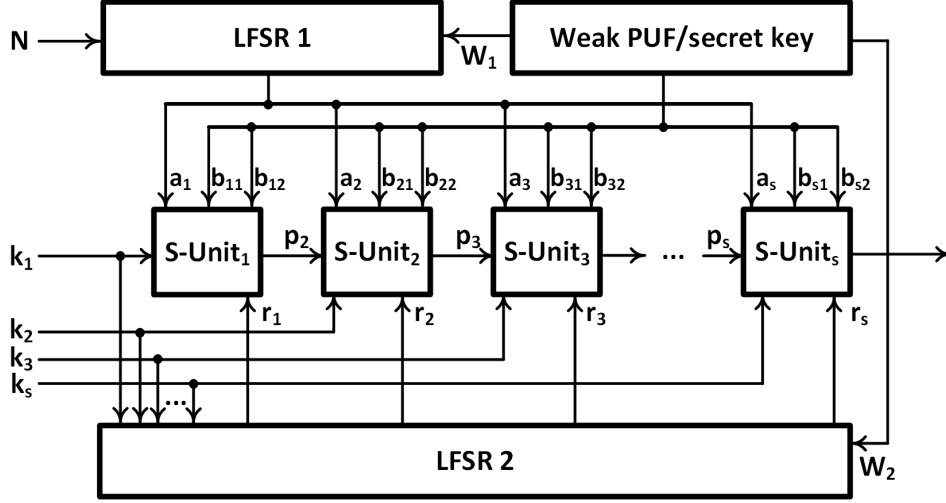 N
LFSR 1
W₁
Weak PUF/secret key
a₁
b₁₁
b₁₂
a₂
b₂₁
b₂₂
a₃
b₃₁
b₃₂
aₛ
bₛ₁
bₛ₂
k₁
S-Unit₁
p₂
S-Unit₂
p₃
S-Unit₃
...
pₛ
S-Unitₛ
r₁
r₂
r₃
rₛ
k₂
k₃
kₛ
...
LFSR 2
W₂